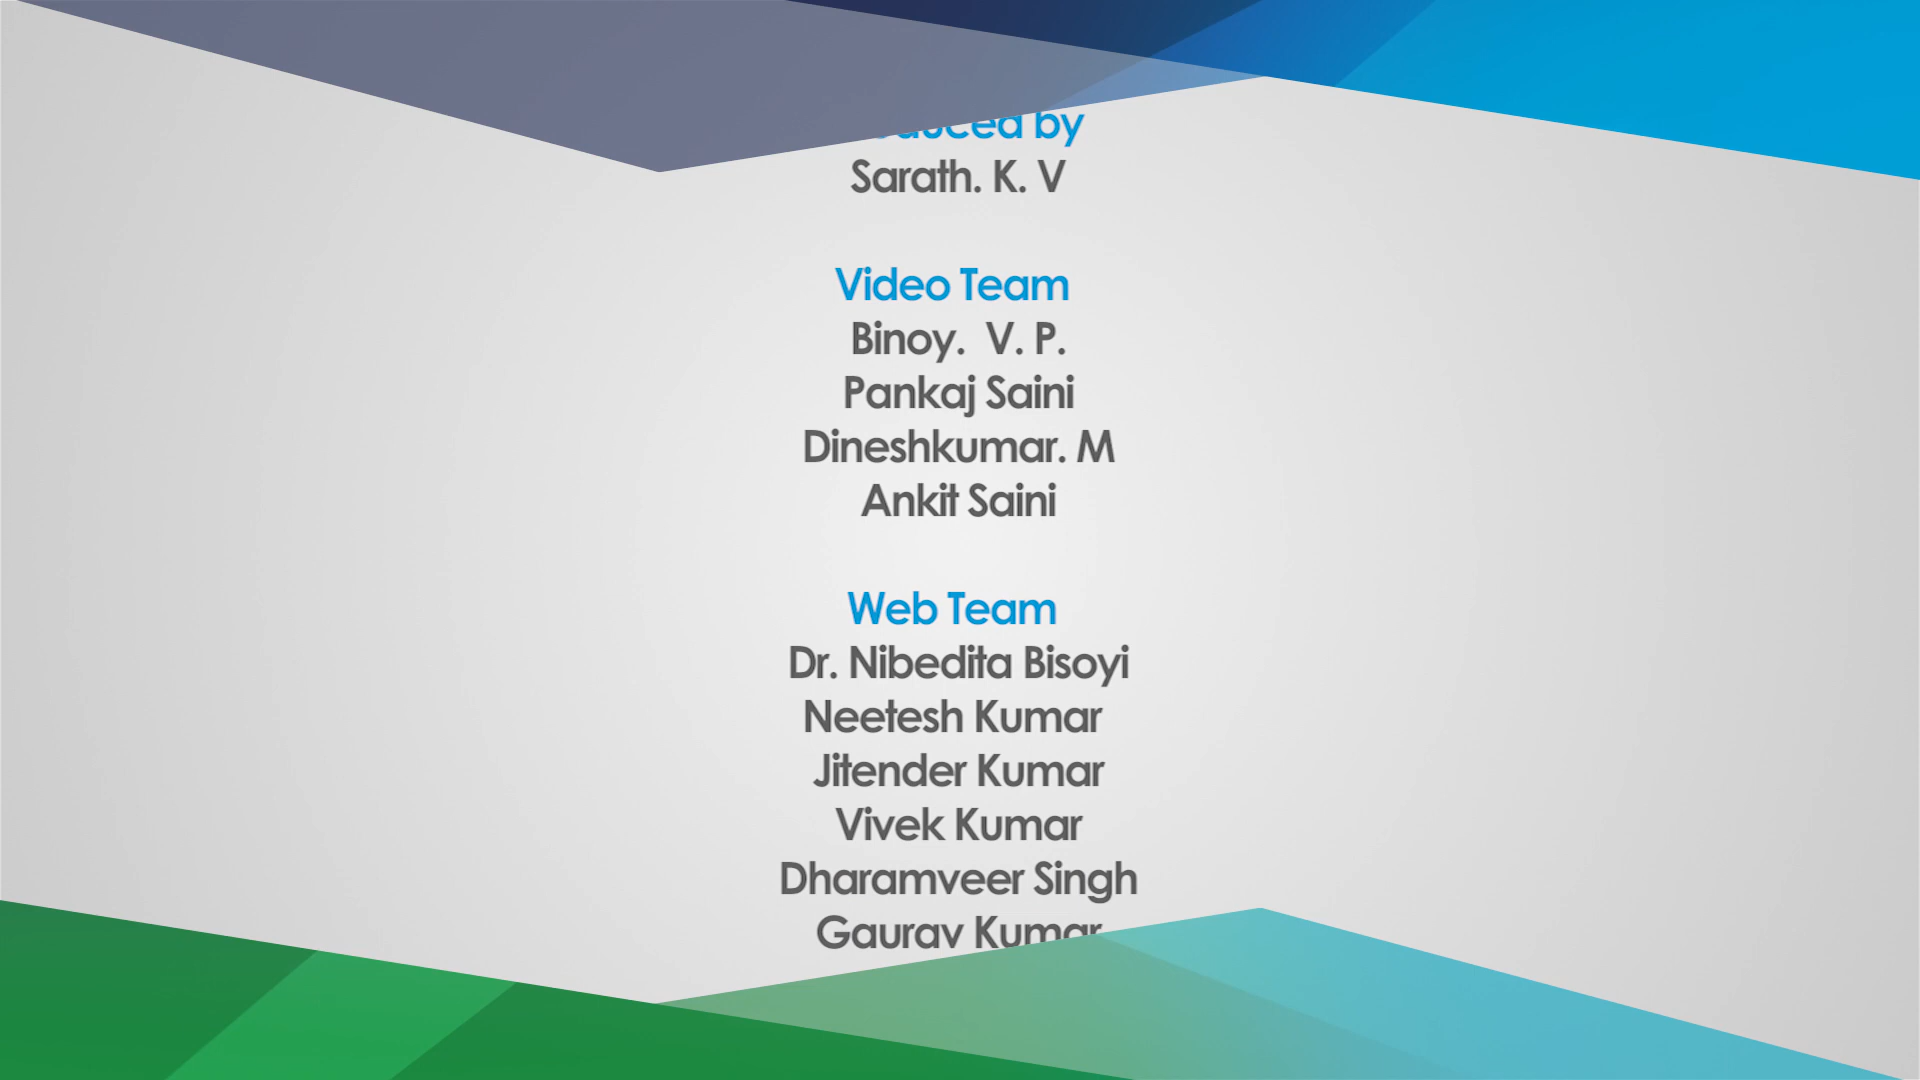 by
Sarath. K. V
Video Team
Binoy. V. P.
Pankaj Saini
Dineshkumar. M
Ankit Saini
Web Team
Dr. Nibedita Bisoyi
Neetesh Kumar
Jitender Kumar
Vivek Kumar
Dharamveer Singh
Gaurav Kumar